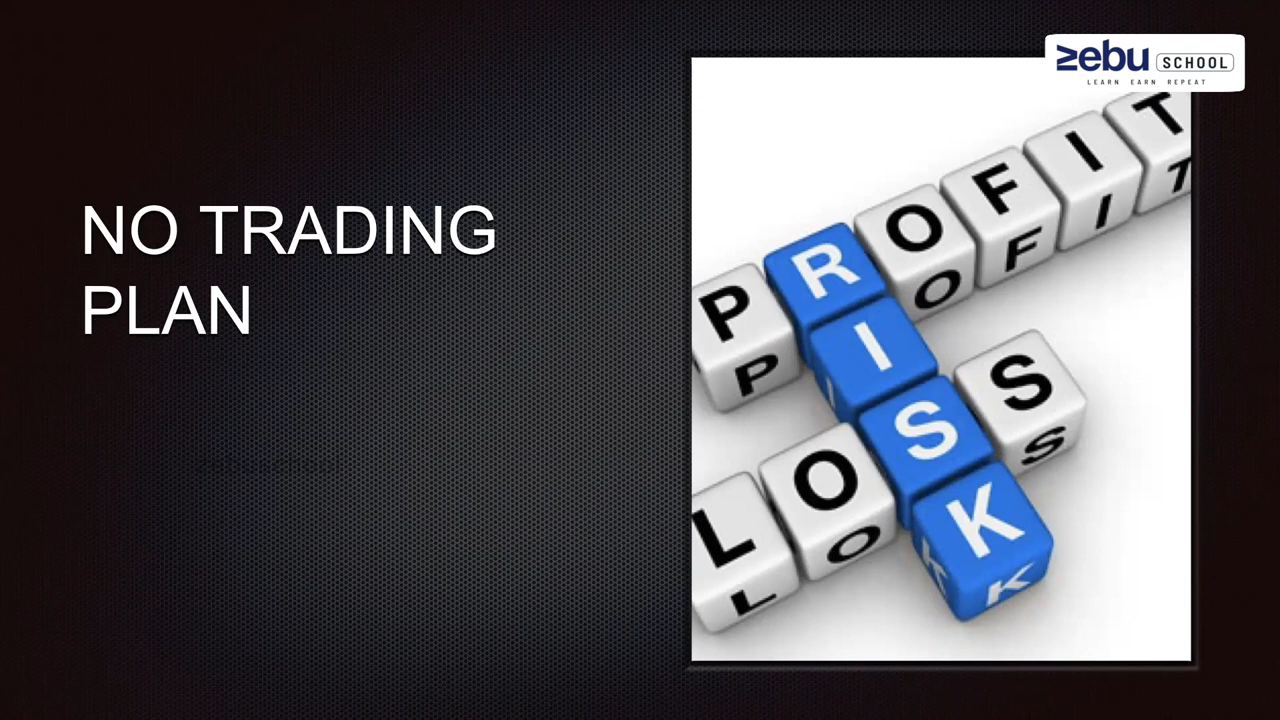 zebu SCHOOL
LEARN EARN REPEAT
NO TRADING
PLAN
PROFIT
RISK
LOSS